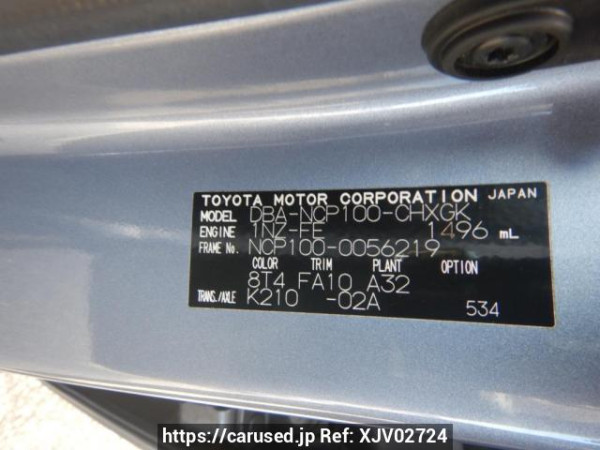 TOYOTA MOTOR CORPORATION JAPAN
MODEL DBA-NCP100-CHXGK
ENGINE 1NZ-FE 1496 mL
FRAME NO. NCP100-0056219
COLOR TRIM PLANT OPTION
8T4 FA10 A32
TRANS./AXLE K210 -02A
534
https://carused.jp Ref: XJV02724